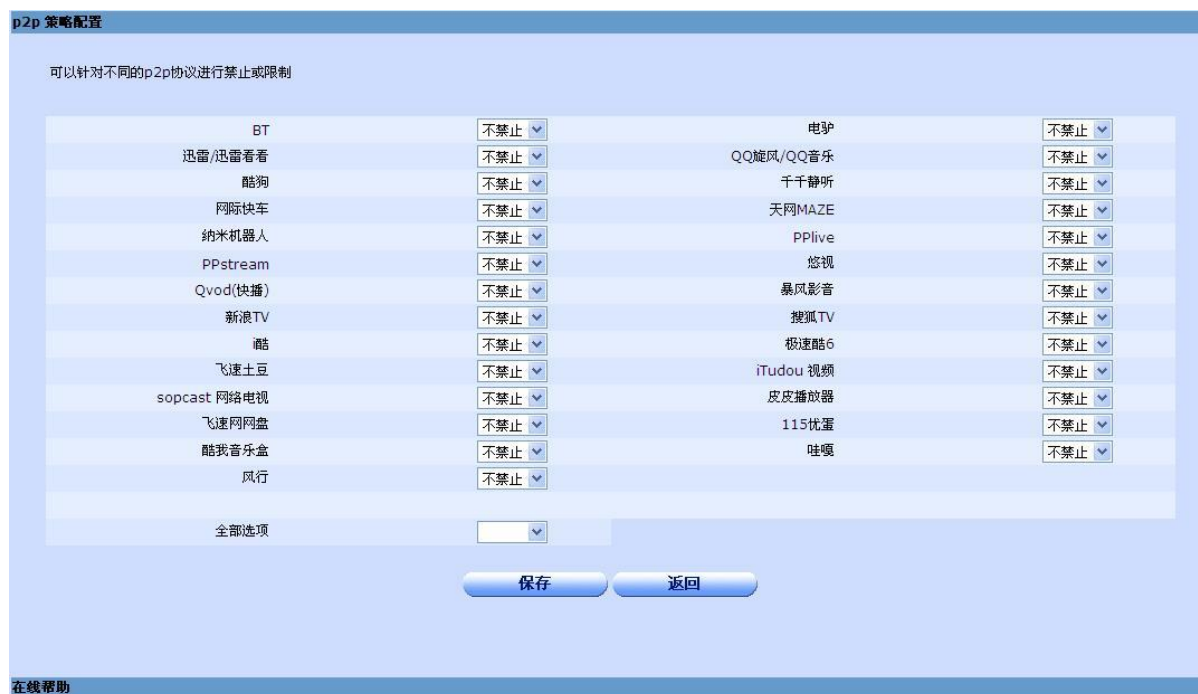 p2p 策略配置
可以针对不同的p2p协议进行禁止或限制
BT 不禁止 电驴 不禁止
迅雷/迅雷看看 不禁止 QQ旋风/QQ音乐 不禁止
酷狗 不禁止 千千静听 不禁止
网际快车 不禁止 天网MAZE 不禁止
纳米机器人 不禁止 PPlive 不禁止
PPstream 不禁止 悠视 不禁止
Qvod(快播) 不禁止 暴风影音 不禁止
新浪TV 不禁止 搜狐TV 不禁止
i酷 不禁止 极速酷6 不禁止
飞速土豆 不禁止 iTudou 视频 不禁止
sopcast 网络电视 不禁止 皮皮播放器 不禁止
飞速网网盘 不禁止 115优蛋 不禁止
酷我音乐盒 不禁止 哇嘎 不禁止
风行 不禁止
全部选项
保存 返回
在线帮助